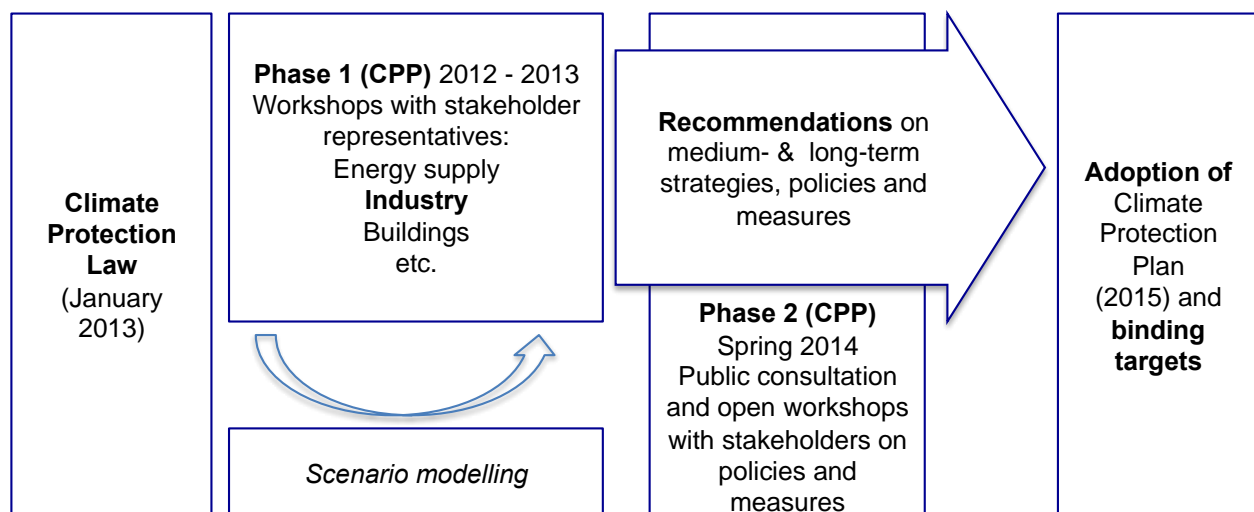 Climate
Protection
Law
(January
2013)
Phase 1 (CPP) 2012 - 2013
Workshops with stakeholder
representatives:
Energy supply
Industry
Buildings
etc.
Scenario modelling
Recommendations on
medium- & long-term
strategies, policies and
measures
Phase 2 (CPP)
Spring 2014
Public consultation
and open workshops
with stakeholders on
policies and
measures
Adoption of
Climate
Protection
Plan
(2015) and
binding
targets